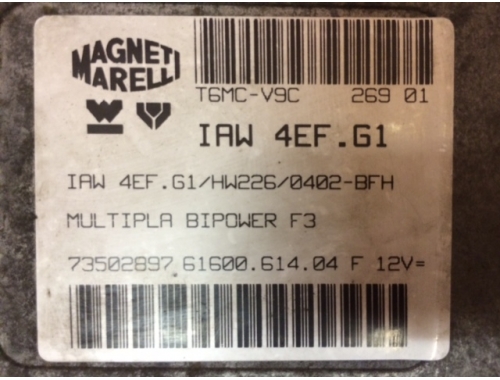 MAGNETI
MARELLI
T6MC-V9C 269 01
IAW 4EF.G1
IAW 4EF.G1/HW226/0402-BFH
MULTIPLA BIPOWER F3
73502897 61600.614.04 F 12V=